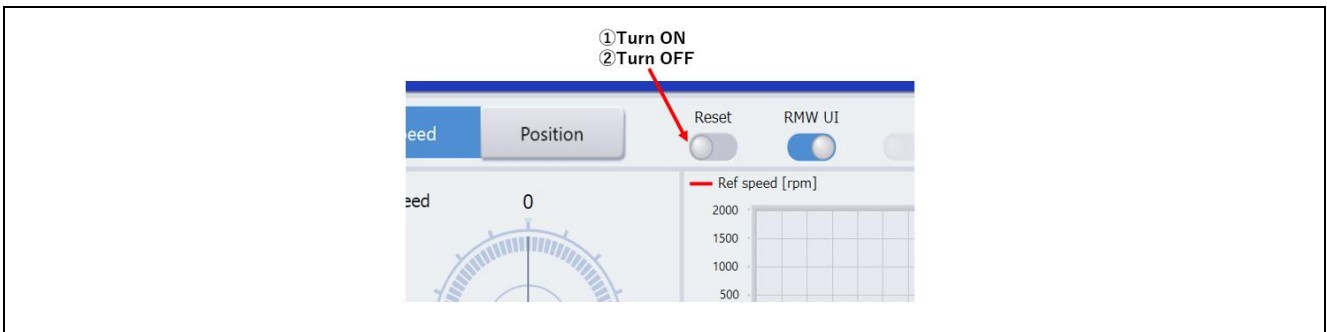 ①Turn ON
②Turn OFF
eed
Position
Reset
RMW UI
eed
0
Ref speed [rpm]
2000
1500
1000
500